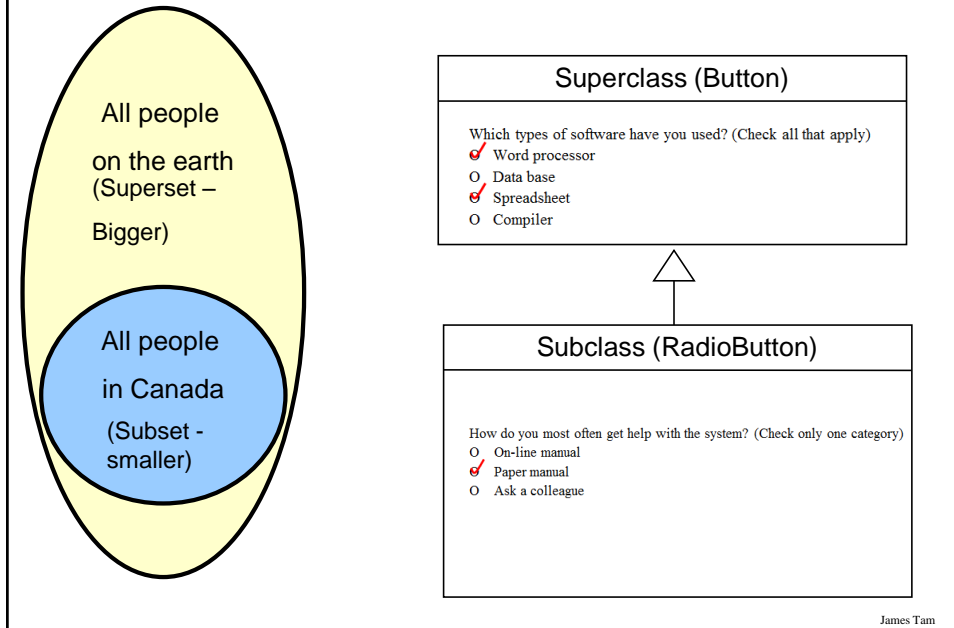 All people
on the earth
(Superset –
Bigger)
All people
in Canada
(Subset -
smaller)
Superclass (Button)
Which types of software have you used? (Check all that apply)
O Word processor
O Data base
O Spreadsheet
O Compiler
Subclass (RadioButton)
How do you most often get help with the system? (Check only one category)
O On-line manual
O Paper manual
O Ask a colleague
James Tam